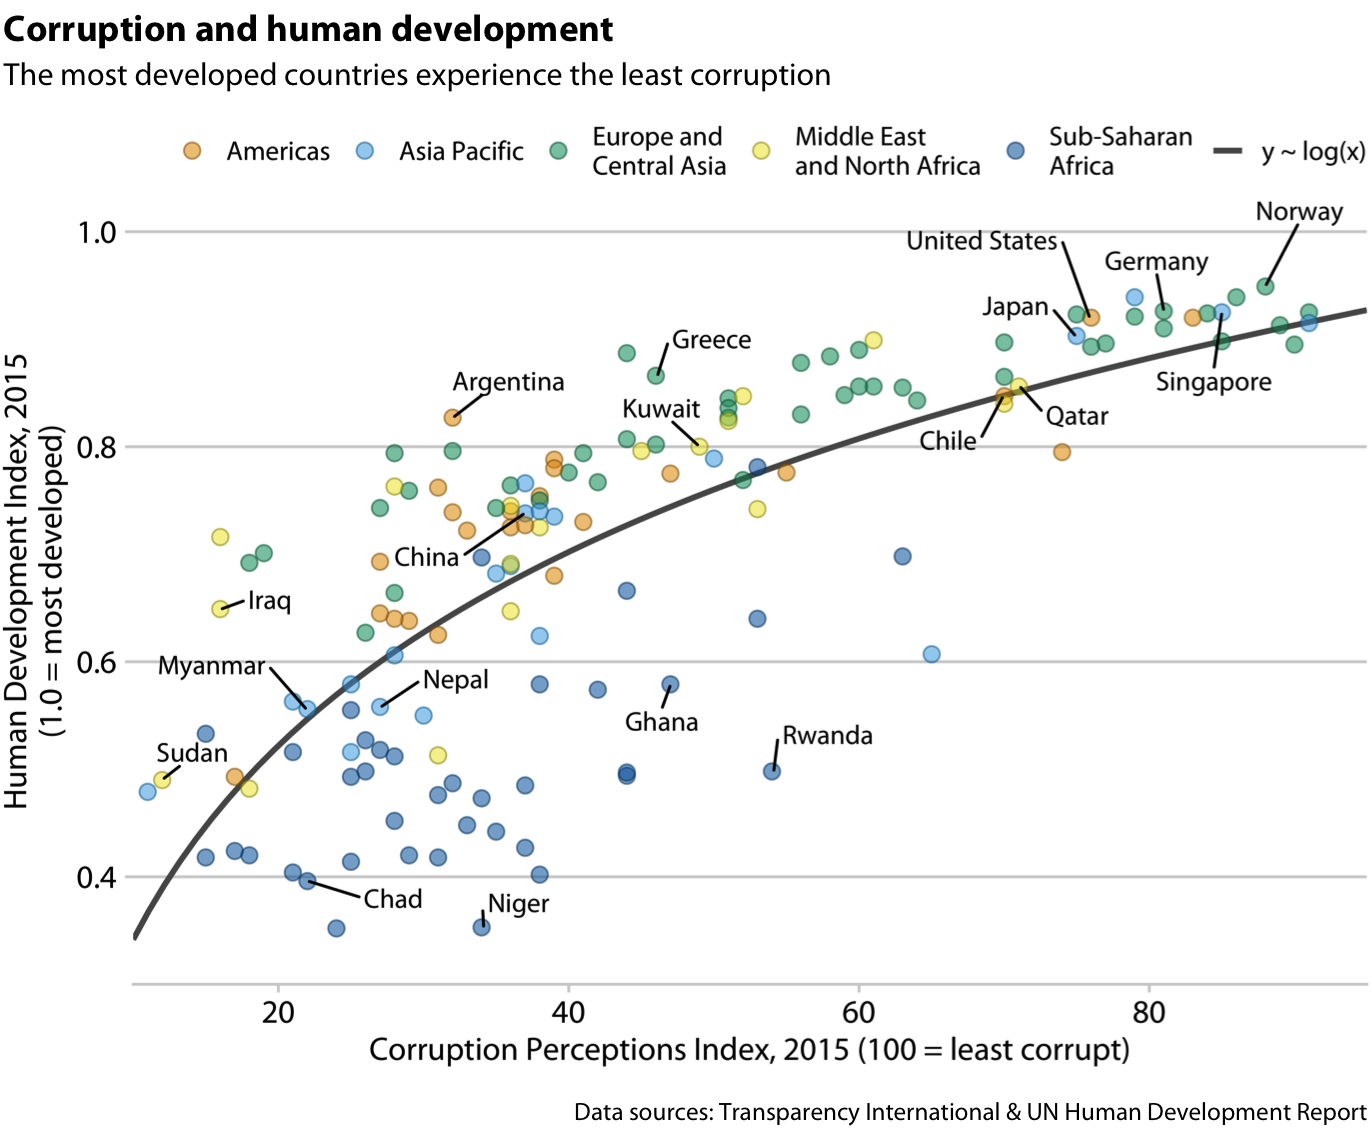 Corruption and human development
The most developed countries experience the least corruption
Americas
Asia Pacific
Europe and
Central Asia
Middle East
and North Africa
Sub-Saharan
Africa
y ~ log(x)
Human Development Index, 2015
(1.0 = most developed)
1.0
0.8
0.6
0.4
Norway
United States
Germany
Japan
Greece
Argentina
Singapore
Kuwait
Qatar
Chile
China
Iraq
Myanmar
Nepal
Ghana
Rwanda
Sudan
Chad
Niger
20
40
60
80
Corruption Perceptions Index, 2015 (100 = least corrupt)
Data sources: Transparency International & UN Human Development Report